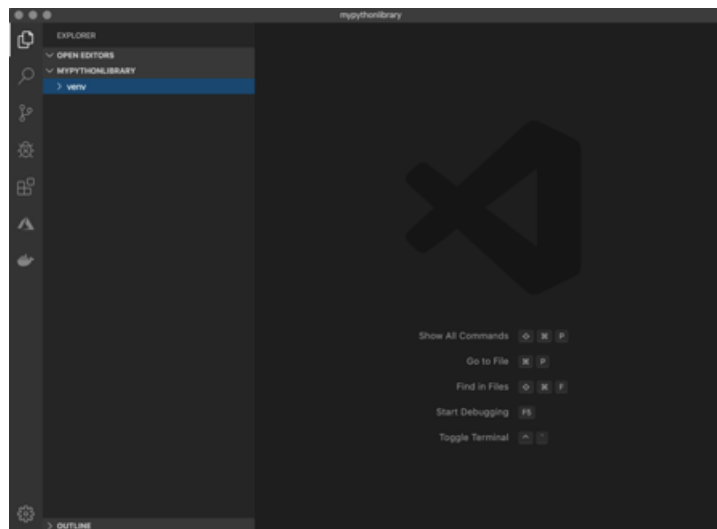 mypythonlibrary
EXPLORER
OPEN EDITORS
MYPYTHONLIBRARY
venv
Show All Commands ⇧ ⌘ P
Go to File ⌘ P
Find in Files ⇧ ⌘ F
Start Debugging F5
Toggle Terminal ^ `
OUTLINE